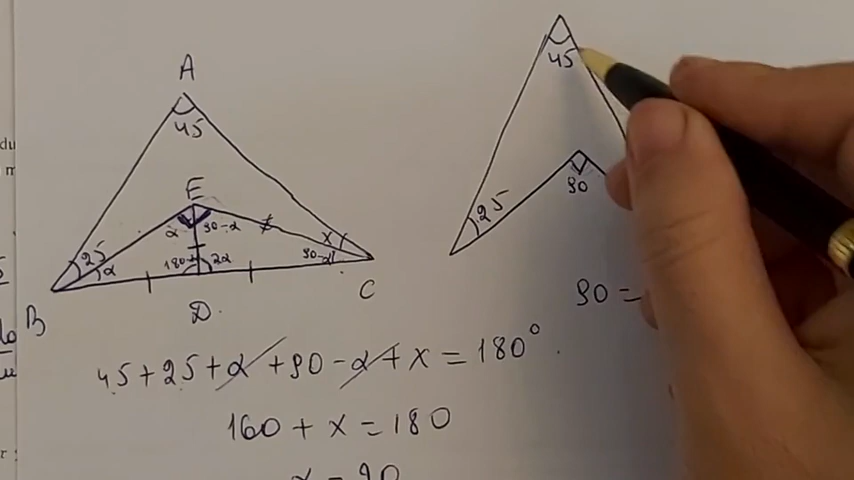 A
45
E
α 90-α
25
α
180-2α 2α
90-α
x
B
D
C
45
25
90
90 =
45+25+α+90-α+x=180°
160+x=180